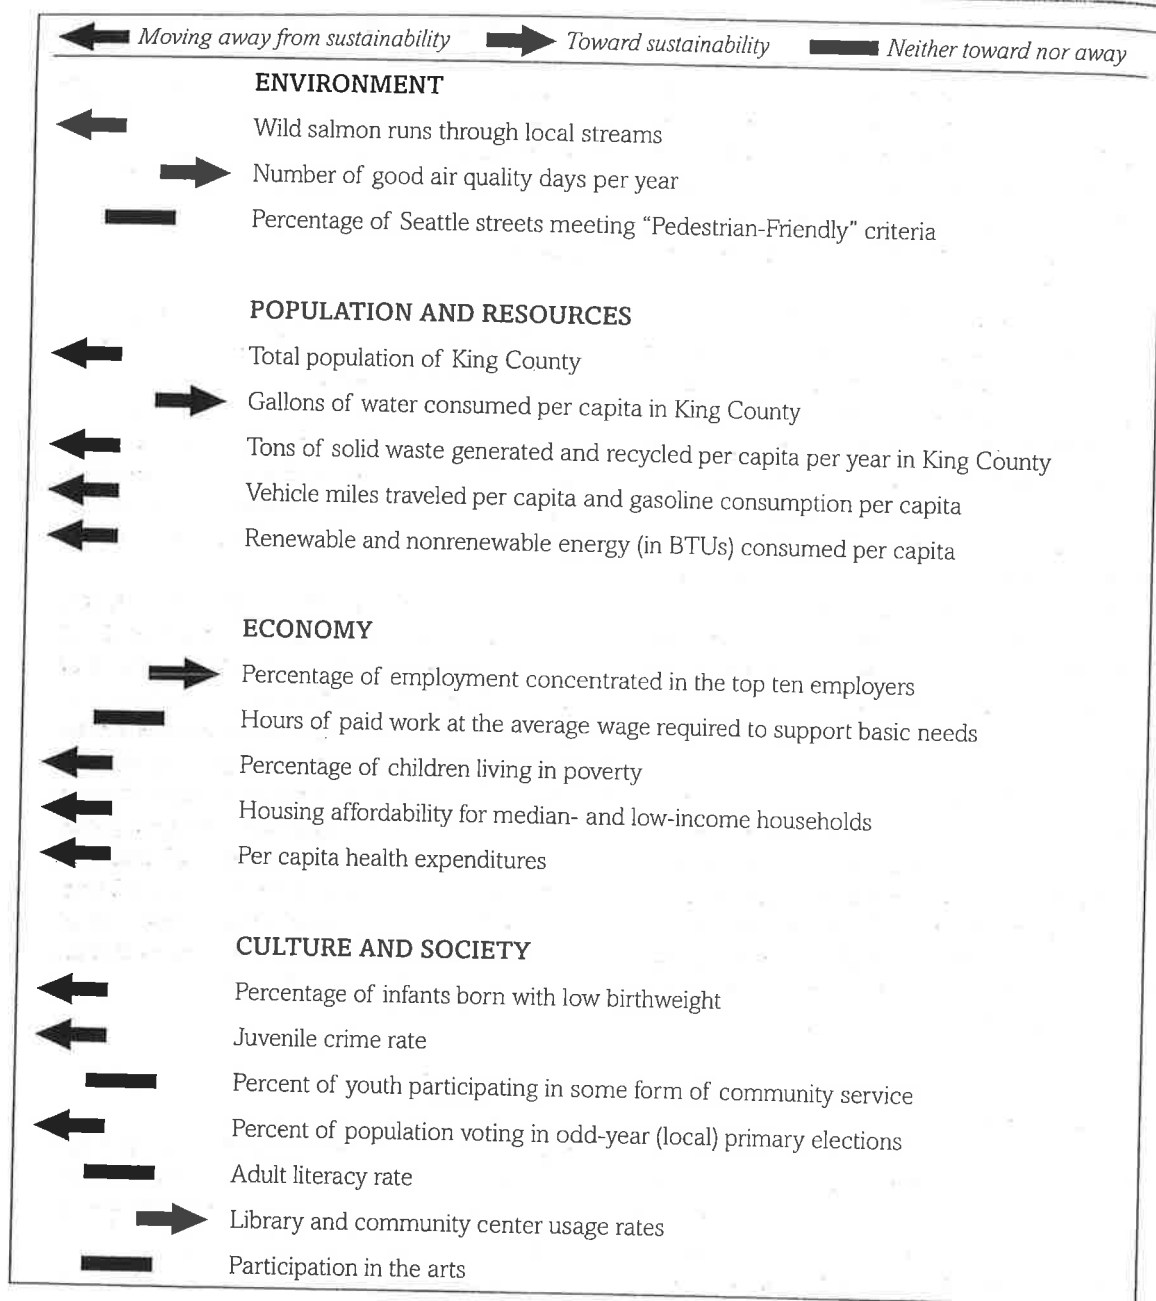 Moving away from sustainability Toward sustainability Neither toward nor away
ENVIRONMENT
Wild salmon runs through local streams
Number of good air quality days per year
Percentage of Seattle streets meeting “Pedestrian-Friendly” criteria
POPULATION AND RESOURCES
Total population of King County
Gallons of water consumed per capita in King County
Tons of solid waste generated and recycled per capita per year in King County
Vehicle miles traveled per capita and gasoline consumption per capita
Renewable and nonrenewable energy (in BTUs) consumed per capita
ECONOMY
Percentage of employment concentrated in the top ten employers
Hours of paid work at the average wage required to support basic needs
Percentage of children living in poverty
Housing affordability for median- and low-income households
Per capita health expenditures
CULTURE AND SOCIETY
Percentage of infants born with low birthweight
Juvenile crime rate
Percent of youth participating in some form of community service
Percent of population voting in odd-year (local) primary elections
Adult literacy rate
Library and community center usage rates
Participation in the arts